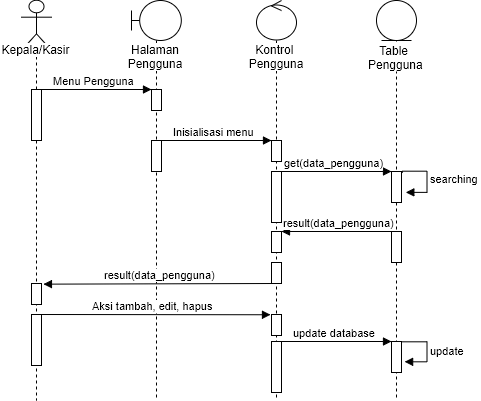 Kepala/Kasir
Halaman
Pengguna
Kontrol
Pengguna
Table
Pengguna
Menu Pengguna
Inisialisasi menu
get(data_pengguna)
searching
result(data_pengguna)
result(data_pengguna)
Aksi tambah, edit, hapus
update database
update